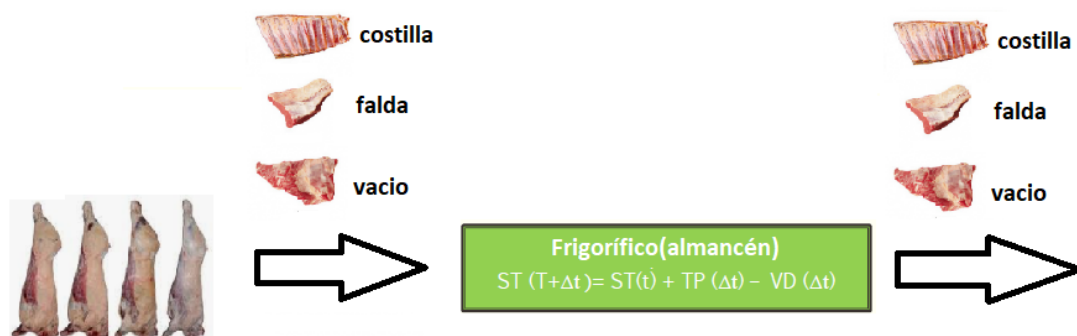 costilla
falda
vacio
Frigorífico(almancén)
ST (T+Δt)= ST(t) + TP (Δt) – VD (Δt)
costilla
falda
vacio